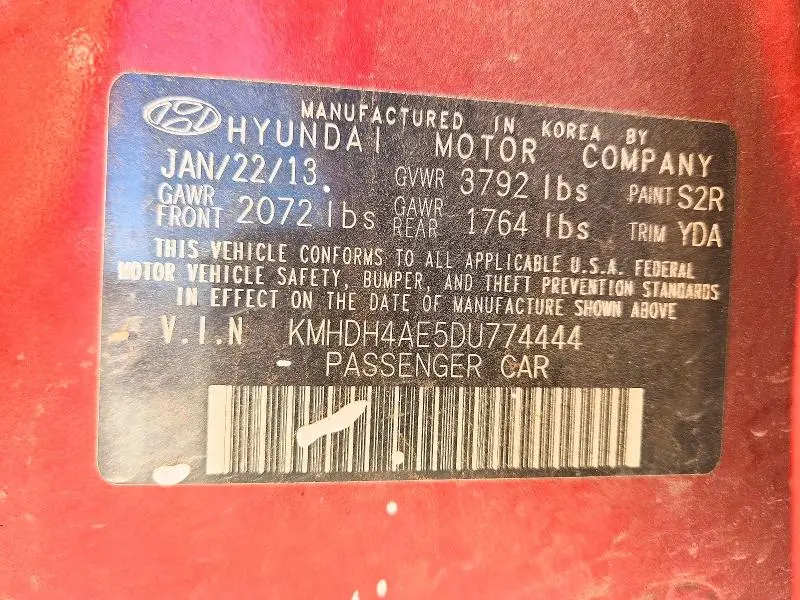 MANUFACTURED IN KOREA BY
HYUNDAI MOTOR COMPANY
JAN/22/13 GVWR 3792 lbs PAINT S2R
GAWR FRONT 2072 lbs GAWR REAR 1764 lbs TRIM YDA
THIS VEHICLE CONFORMS TO ALL APPLICABLE U.S.A. FEDERAL
MOTOR VEHICLE SAFETY, BUMPER, AND THEFT PREVENTION STANDARDS
IN EFFECT ON THE DATE OF MANUFACTURE SHOWN ABOVE
V.I.N KMHDH4AE5DU774444
PASSENGER CAR